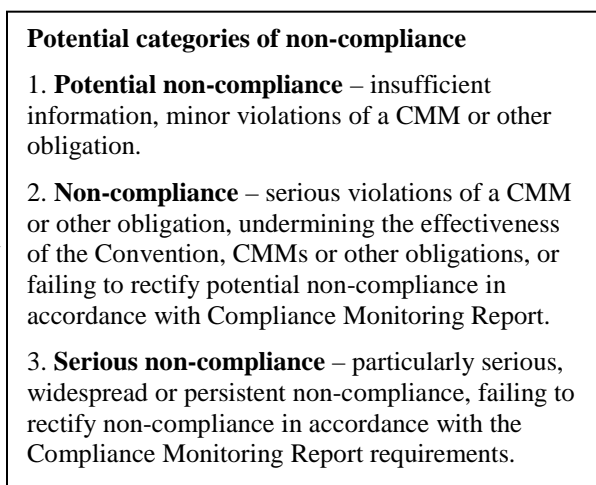 Potential categories of non-compliance
1. Potential non-compliance – insufficient
information, minor violations of a CMM or other
obligation.
2. Non-compliance – serious violations of a CMM
or other obligation, undermining the effectiveness
of the Convention, CMMs or other obligations, or
failing to rectify potential non-compliance in
accordance with Compliance Monitoring Report.
3. Serious non-compliance – particularly serious,
widespread or persistent non-compliance, failing to
rectify non-compliance in accordance with the
Compliance Monitoring Report requirements.